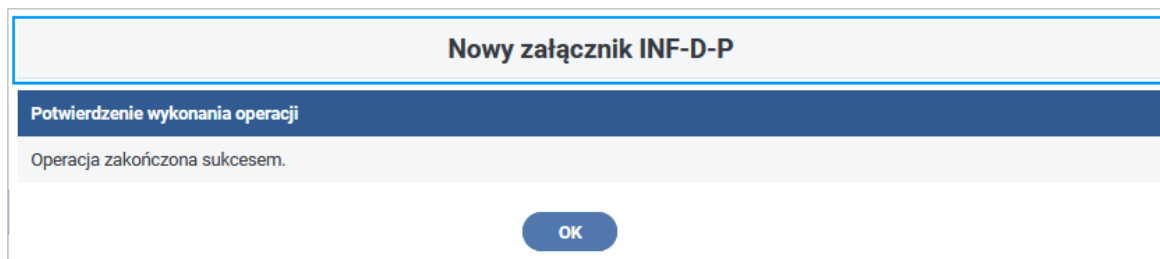 Nowy załącznik INF-D-P
Potwierdzenie wykonania operacji
Operacja zakończona sukcesem.
OK